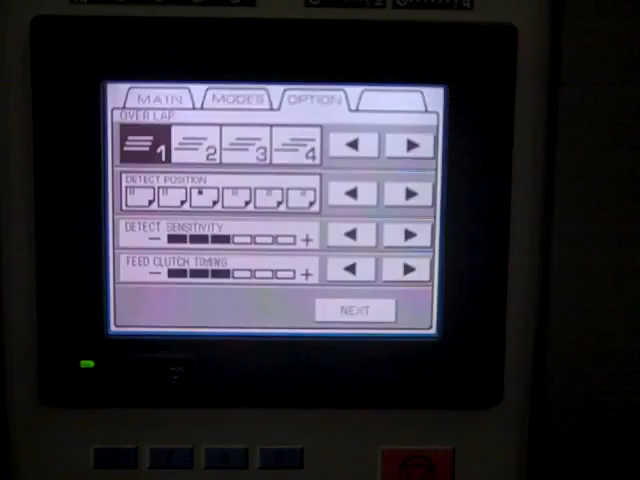 MAIN MODES OPTION
OVER LAP
1 2 3 4
DETECT POSITION
DETECT SENSITIVITY
− +
FEED CLUTCH TIMING
− +
NEXT